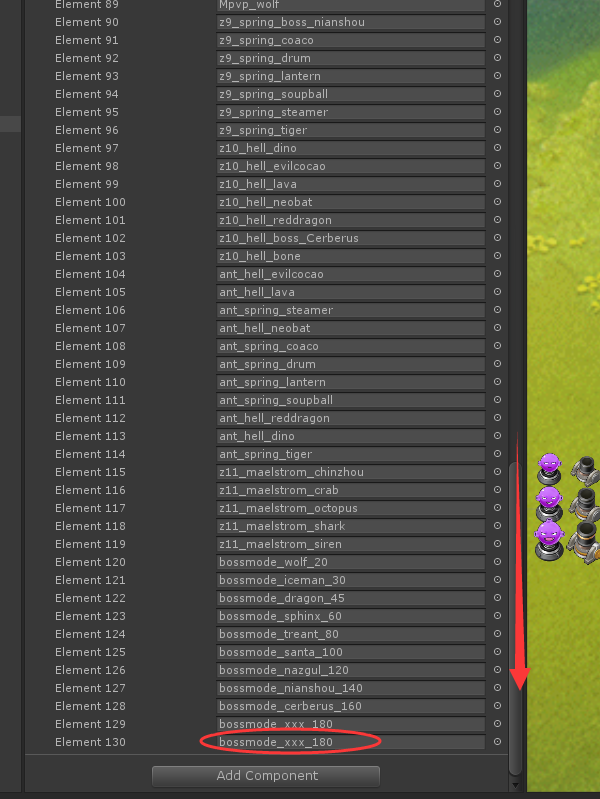 Element 89 Mpvp_wolf
Element 90 z9_spring_boss_nianshou
Element 91 z9_spring_coaco
Element 92 z9_spring_drum
Element 93 z9_spring_lantern
Element 94 z9_spring_soupball
Element 95 z9_spring_steamer
Element 96 z9_spring_tiger
Element 97 z10_hell_dino
Element 98 z10_hell_evilcocao
Element 99 z10_hell_lava
Element 100 z10_hell_neobat
Element 101 z10_hell_reddragon
Element 102 z10_hell_boss_Cerberus
Element 103 z10_hell_bone
Element 104 ant_hell_evilcocao
Element 105 ant_hell_lava
Element 106 ant_spring_steamer
Element 107 ant_hell_neobat
Element 108 ant_spring_coaco
Element 109 ant_spring_drum
Element 110 ant_spring_lantern
Element 111 ant_spring_soupball
Element 112 ant_hell_reddragon
Element 113 ant_hell_dino
Element 114 ant_spring_tiger
Element 115 z11_maelstrom_chinzhou
Element 116 z11_maelstrom_crab
Element 117 z11_maelstrom_octopus
Element 118 z11_maelstrom_shark
Element 119 z11_maelstrom_siren
Element 120 bossmode_wolf_20
Element 121 bossmode_iceman_30
Element 122 bossmode_dragon_45
Element 123 bossmode_sphinx_60
Element 124 bossmode_treant_80
Element 125 bossmode_santa_100
Element 126 bossmode_nazgul_120
Element 127 bossmode_nianshou_140
Element 128 bossmode_cerberus_160
Element 129 bossmode_xxx_180
Element 130 bossmode_xxx_180
Add Component